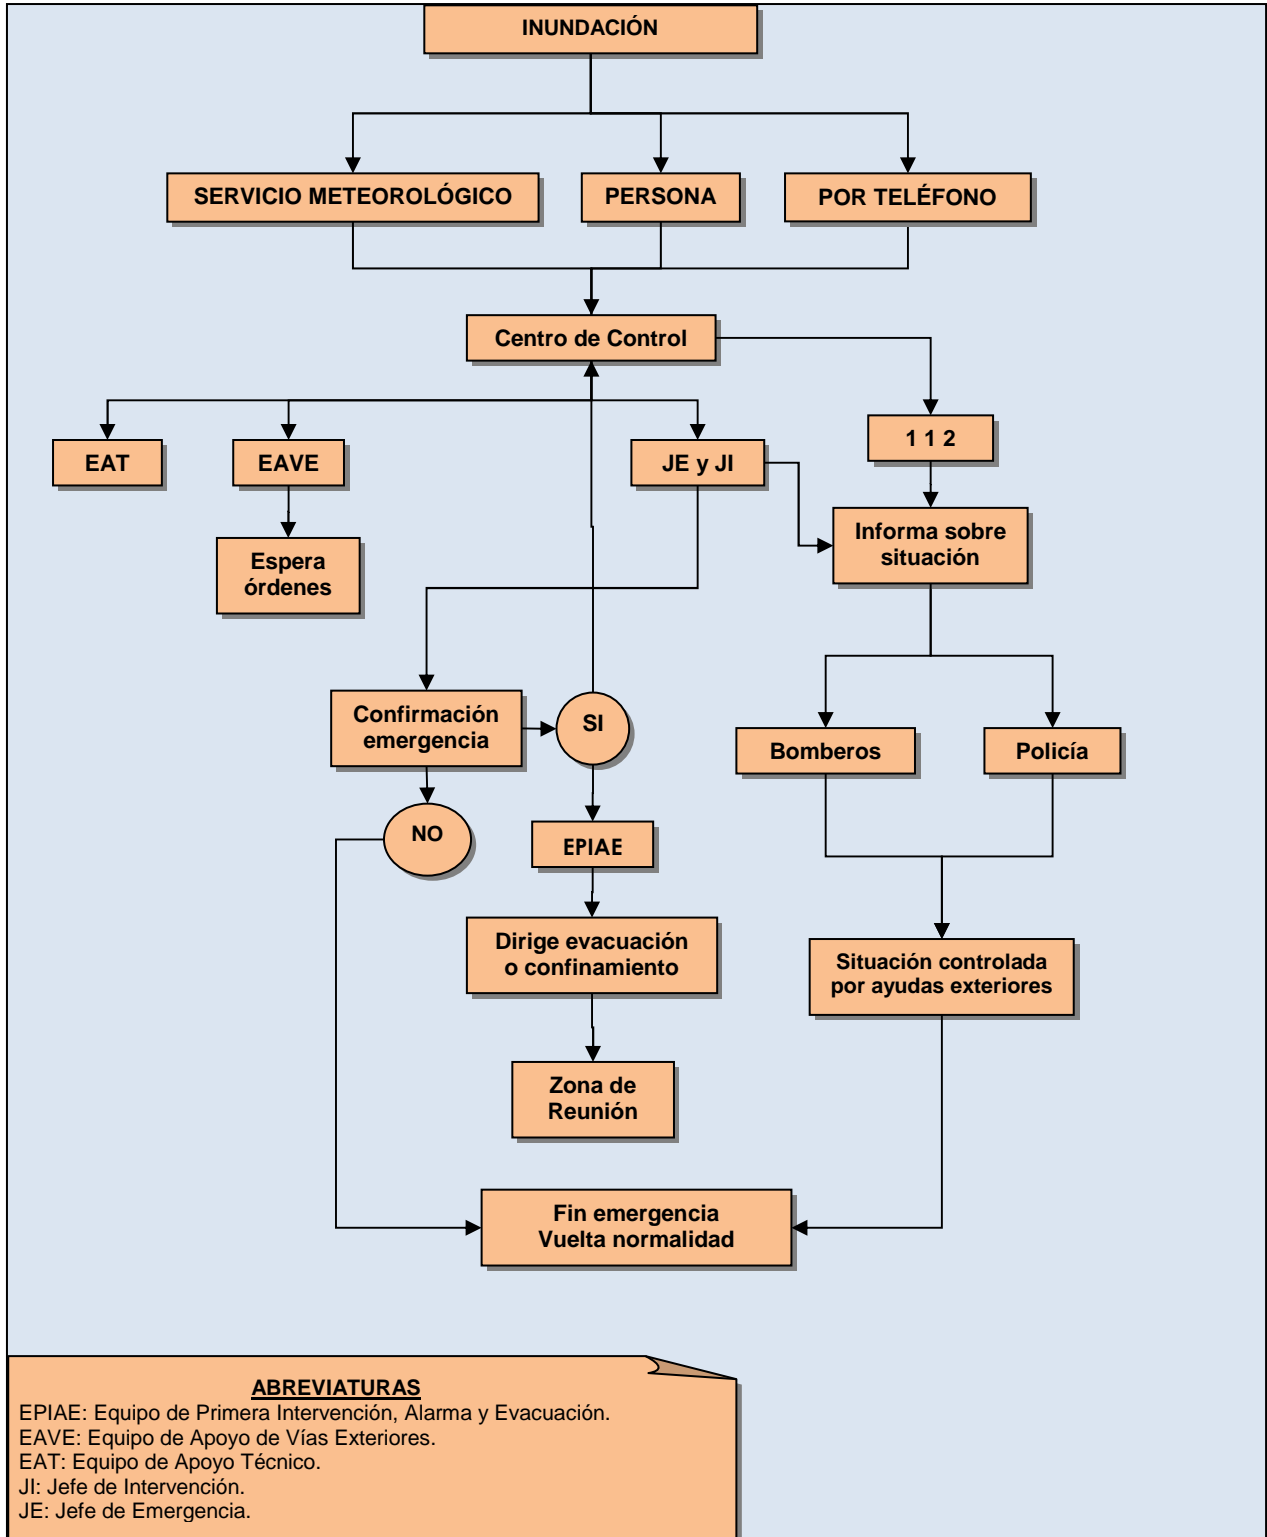 INUNDACIÓN
SERVICIO METEOROLÓGICO
PERSONA
POR TELÉFONO
Centro de Control
EAT
EAVE
JE y JI
1 1 2
Espera
órdenes
Informa sobre
situación
Confirmación
emergencia
SI
NO
Bomberos
Policía
EPIAE
Dirige evacuación
o confinamiento
Situación controlada
por ayudas exteriores
Zona de
Reunión
Fin emergencia
Vuelta normalidad
ABREVIATURAS
EPIAE: Equipo de Primera Intervención, Alarma y Evacuación.
EAVE: Equipo de Apoyo de Vías Exteriores.
EAT: Equipo de Apoyo Técnico.
JI: Jefe de Intervención.
JE: Jefe de Emergencia.